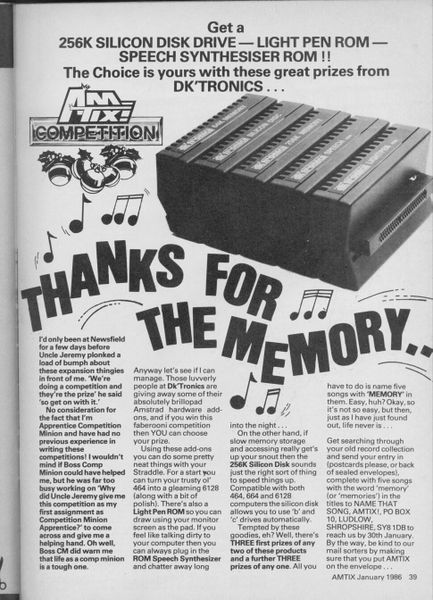 Get a
256K SILICON DISK DRIVE — LIGHT PEN ROM —
SPEECH SYNTHESISER ROM !!
The Choice is yours with these great prizes from
DK'TRONICS . . .
AMTIX!
COMPETITION
THANKS FOR
THE MEMORY..
I'd only been at Newsfield
for a few days before
Uncle Jeremy plonked a
load of bumph about
these expansion thingies
in front of me. 'We're
doing a competition and
they're the prize' he said
'so get on with it.'
No consideration for
the fact that I'm
Apprentice Competition
Minion and have had no
previous experience in
writing these
competitions! I wouldn't
mind if Boss Comp
Minion could have helped
me, but he was far too
busy working on 'Why
did Uncle Jeremy give me
this competition as my
first assignment as
Competition Minion
Apprentice?' to come
across and give me a
helping hand. Oh well,
Boss CM did warn me
that life as a comp minion
is a tough one.
Anyway let's see if I can
manage. Those luvverly
people at Dk'Tronics are
giving away some of their
absolutely brillopad
Amstrad hardware add-
ons, and if you win this
faberooni competition
then YOU can choose
your prize.
Using these add-ons
you can do some pretty
neat things with your
Straddle. For a start you
can turn your trusty ol'
464 into a gleaming 6128
(along with a bit of
polish). There's also a
Light Pen ROM so you can
draw using your monitor
screen as the pad. If you
feel like talking dirty to
your computer then you
can always plug in the
ROM Speech Synthesizer
and chatter away long
into the night . . .
On the other hand, if
slow memory storage
and accessing really get's
up your snout then the
256K Silicon Disk sounds
just the right sort of thing
to speed things up.
Compatible with both
464, 664 and 6128
computers the silicon disk
allows you to use 'b' and
'c' drives automatically.
Tempted by these
goodies, eh? Well, there's
THREE first prizes of any
two of these products
and a further THREE
prizes of any one. All you
have to do is name five
songs with 'MEMORY' in
them. Easy, huh? Okay, so
it's not so easy, but then,
just as I have just found
out, life never is . . .
Get searching through
your old record collection
and send your entry in
(postcards please, or back
of sealed envelopes),
complete with five songs
with the word 'memory'
(or 'memories') in the
titles to NAME THAT
SONG, AMTIX!, PO BOX
10, LUDLOW,
SHROPSHIRE, SY8 1DB to
reach us by 30th January.
By the way, be kind to our
mail sorters by making
sure that you put AMTIX
on the envelope . . .
AMTIX January 1986 39